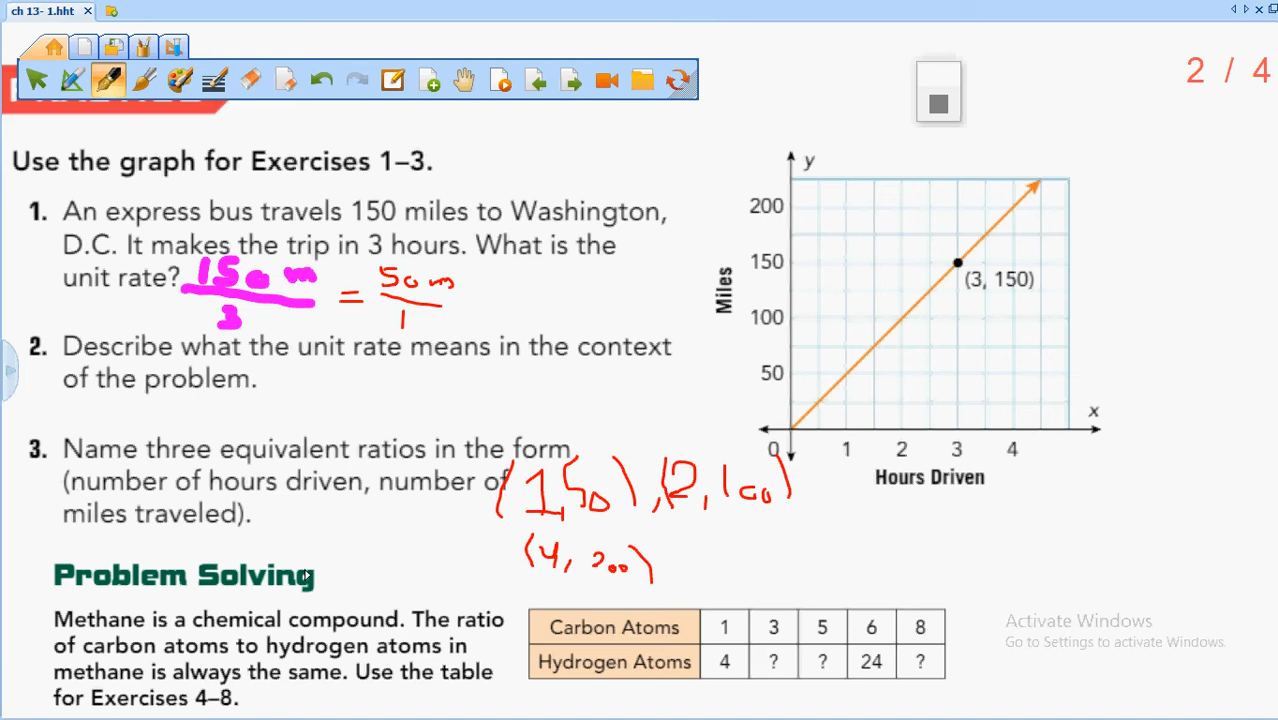 ch 13- 1.hht
2 / 4
Use the graph for Exercises 1–3.
1. An express bus travels 150 miles to Washington,
D.C. It makes the trip in 3 hours. What is the
unit rate? 150 m / 3 = 50 m / 1
2. Describe what the unit rate means in the context
of the problem.
3. Name three equivalent ratios in the form
(number of hours driven, number of
miles traveled).
(1,50),(2,100)
(4,200)
y
200
150
100
50
0
1 2 3 4
x
Miles
(3, 150)
Hours Driven
Problem Solving
Methane is a chemical compound. The ratio
of carbon atoms to hydrogen atoms in
methane is always the same. Use the table
for Exercises 4–8.
Carbon Atoms 1 3 5 6 8
Hydrogen Atoms 4 ? ? 24 ?
Activate Windows
Go to Settings to activate Windows.